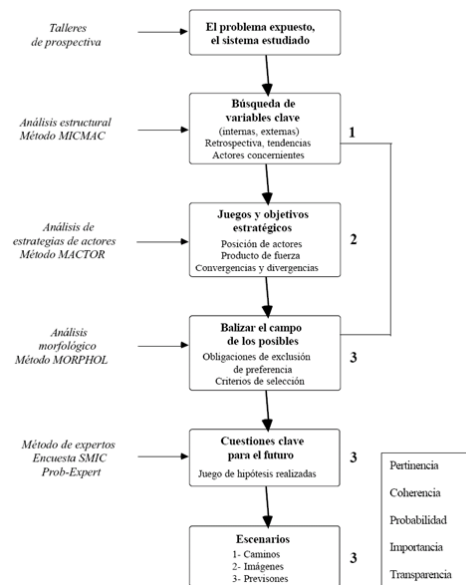 Talleres
de prospectiva
El problema expuesto,
el sistema estudiado
Análisis estructural
Método MICMAC
Búsqueda de
variables clave
(internas, externas)
Retrospectiva, tendencias
Actores concernientes
1
Análisis de
estrategias de actores
Método MACTOR
Juegos y objetivos
estratégicos
Posición de actores
Producto de fuerza
Convergencias y divergencias
2
Análisis
morfológico
Método MORPHOL
Balizar el campo
de los posibles
Obligaciones de exclusión
de preferencia
Criterios de selección
3
Método de expertos
Encuesta SMIC
Prob-Expert
Cuestiones clave
para el futuro
Juego de hipótesis realizadas
3
Escenarios
1- Caminos
2- Imágenes
3- Previsones
3
Pertinencia
Coherencia
Probabilidad
Importancia
Transparencia